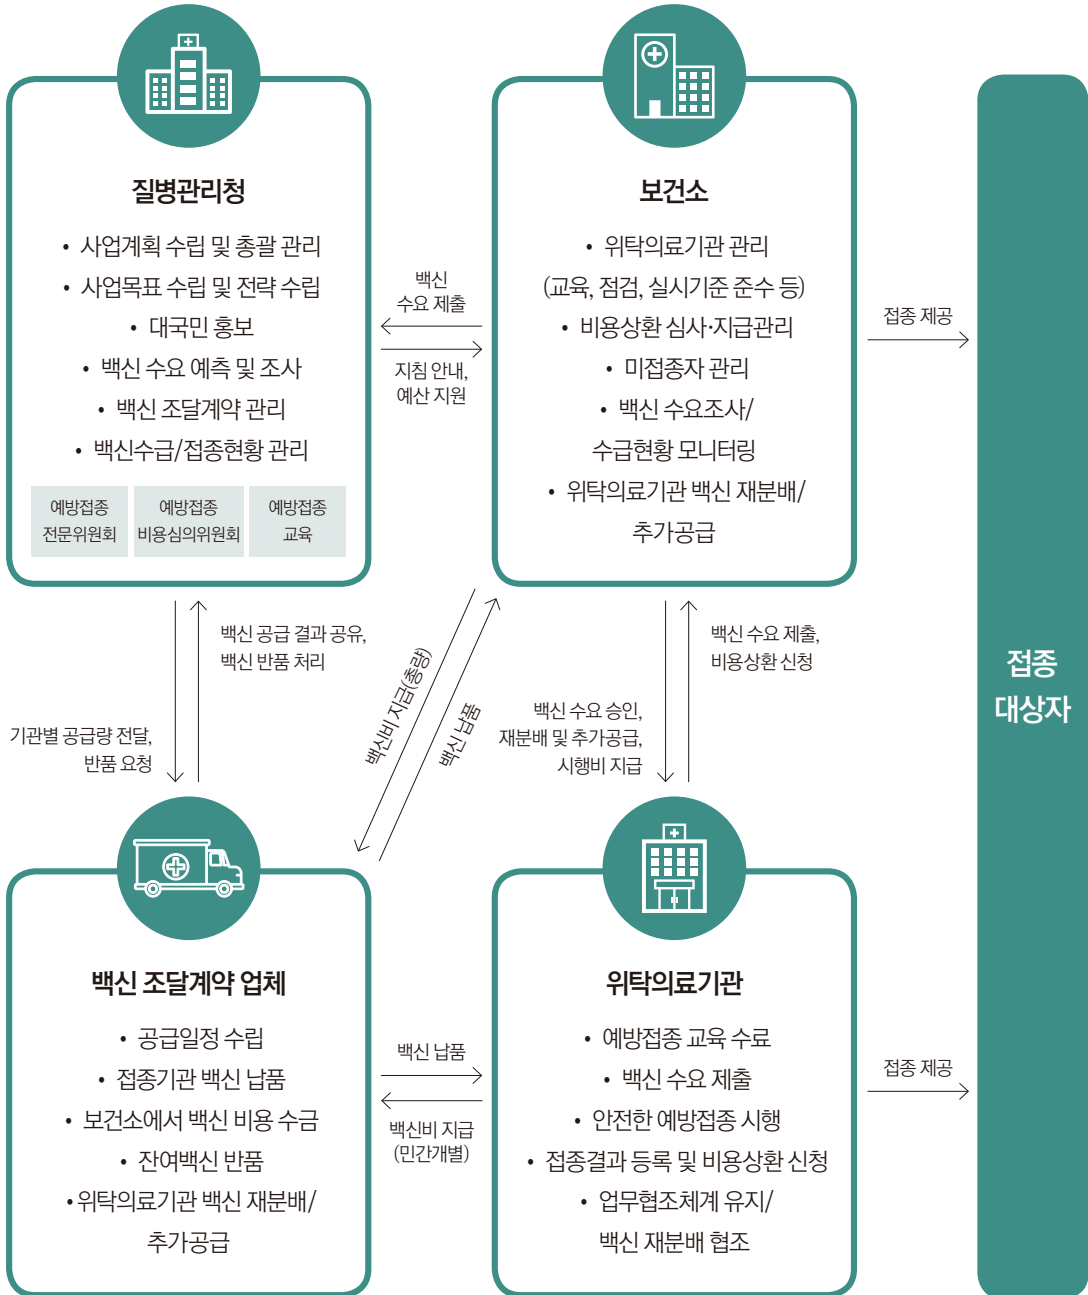 질병관리청
• 사업계획 수립 및 총괄 관리
• 사업목표 수립 및 전략 수립
• 대국민 홍보
• 백신 수요 예측 및 조사
• 백신 조달계약 관리
• 백신수급/접종현황 관리
예방접종
전문위원회
예방접종
비용심의위원회
예방접종
교육
백신
수요 제출
지침 안내,
예산 지원
보건소
• 위탁의료기관 관리
(교육, 점검, 실시기준 준수 등)
• 비용상환 심사·지급관리
• 미접종자 관리
• 백신 수요조사/
수급현황 모니터링
• 위탁의료기관 백신 재분배/
추가공급
접종 제공
접종
대상자
백신 공급 결과 공유,
백신 반품 처리
기관별 공급량 전달,
반품 요청
백신비 지급(총량)
백신 납품
백신 수요 제출,
비용상환 신청
백신 수요 승인,
재분배 및 추가공급,
시행비 지급
백신 조달계약 업체
• 공급일정 수립
• 접종기관 백신 납품
• 보건소에서 백신 비용 수금
• 잔여백신 반품
• 위탁의료기관 백신 재분배/
추가공급
백신 납품
백신비 지급
(민간개별)
위탁의료기관
• 예방접종 교육 수료
• 백신 수요 제출
• 안전한 예방접종 시행
• 접종결과 등록 및 비용상환 신청
• 업무협조체계 유지/
백신 재분배 협조
접종 제공